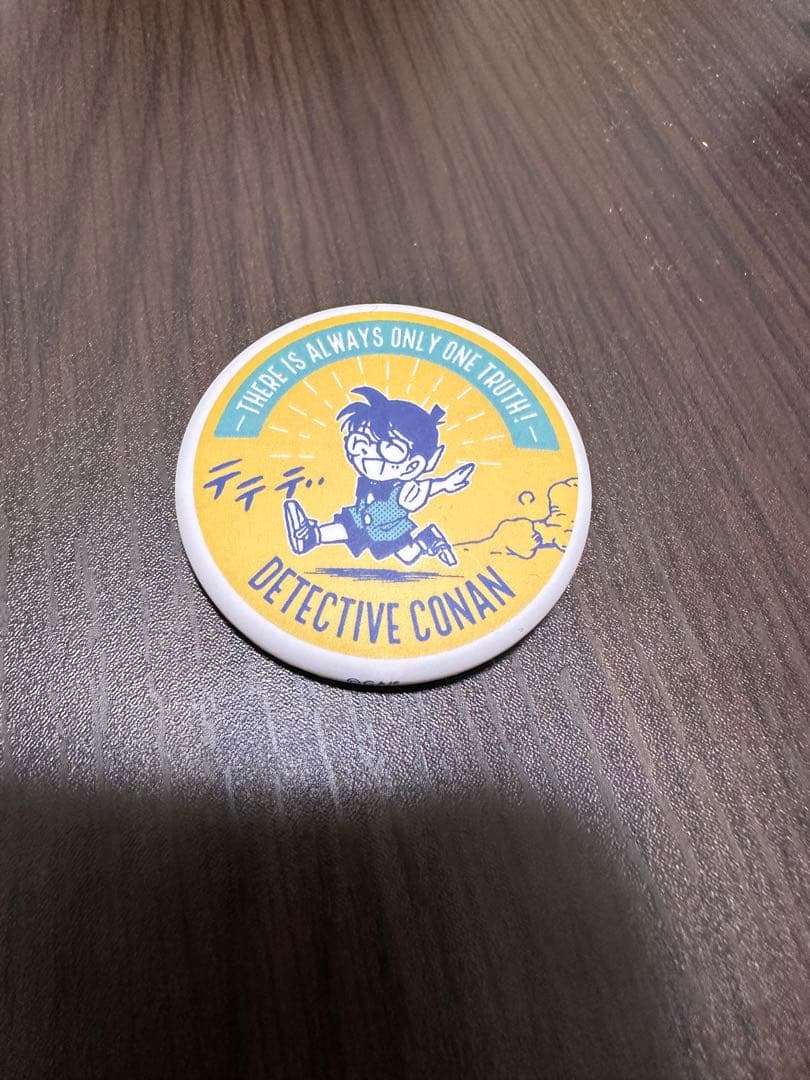 —THERE IS ALWAYS ONLY ONE TRUTH!—
テテテ‥
DETECTIVE CONAN